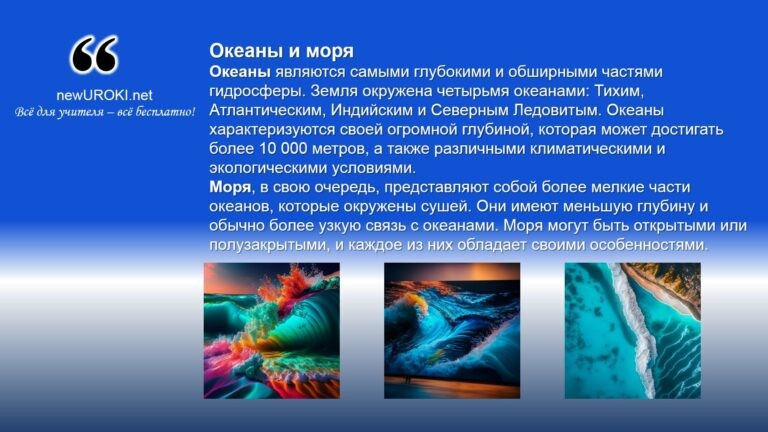 newUROKI.net
Всё для учителя – всё бесплатно!
Океаны и моря
Океаны являются самыми глубокими и обширными частями
гидросферы. Земля окружена четырьмя океанами: Тихим,
Атлантическим, Индийским и Северным Ледовитым. Океаны
характеризуются своей огромной глубиной, которая может достигать
более 10 000 метров, а также различными климатическими и
экологическими условиями.
Моря, в свою очередь, представляют собой более мелкие части
океанов, которые окружены сушей. Они имеют меньшую глубину и
обычно более узкую связь с океанами. Моря могут быть открытыми или
полузакрытыми, и каждое из них обладает своими особенностями.